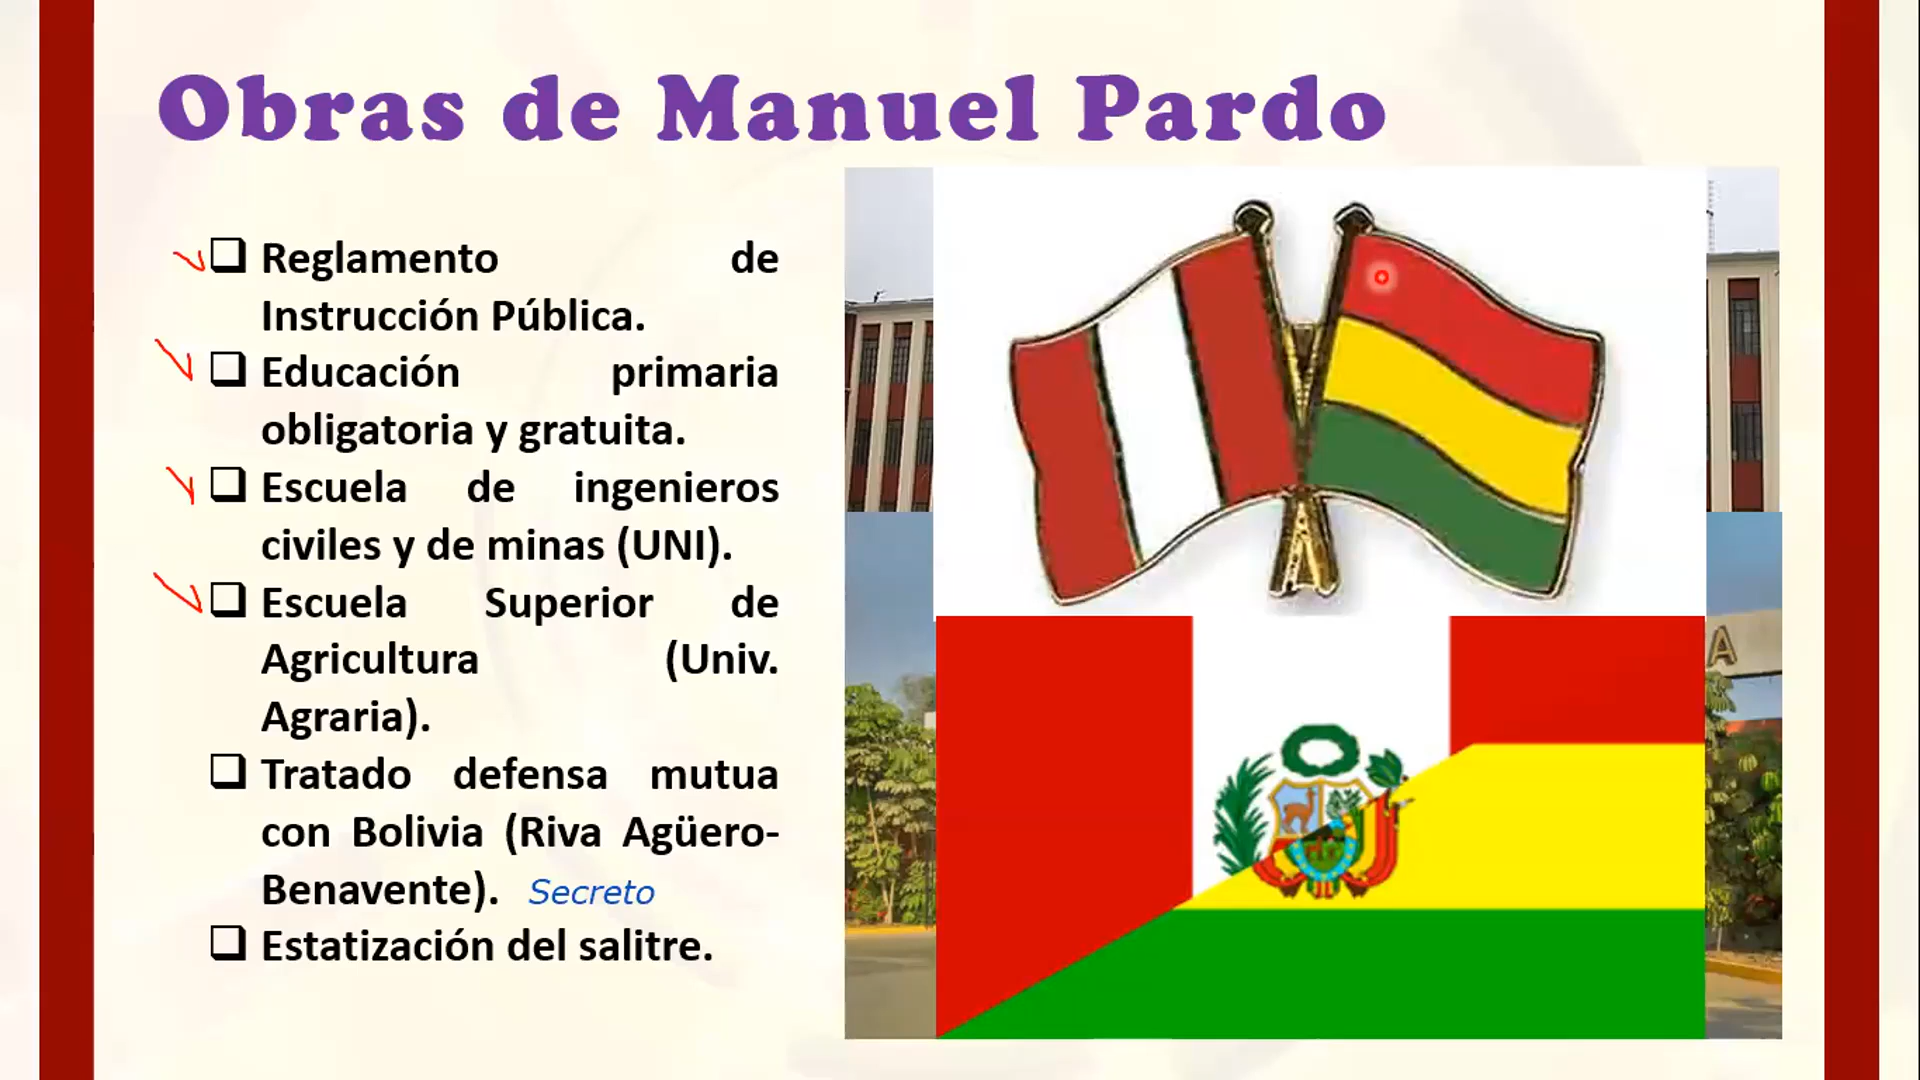 Obras de Manuel Pardo
Reglamento de
Instrucción Pública.
Educación primaria
obligatoria y gratuita.
Escuela de ingenieros
civiles y de minas (UNI).
Escuela Superior de
Agricultura (Univ.
Agraria).
Tratado defensa mutua
con Bolivia (Riva Agüero-
Benavente). Secreto
Estatización del salitre.
A